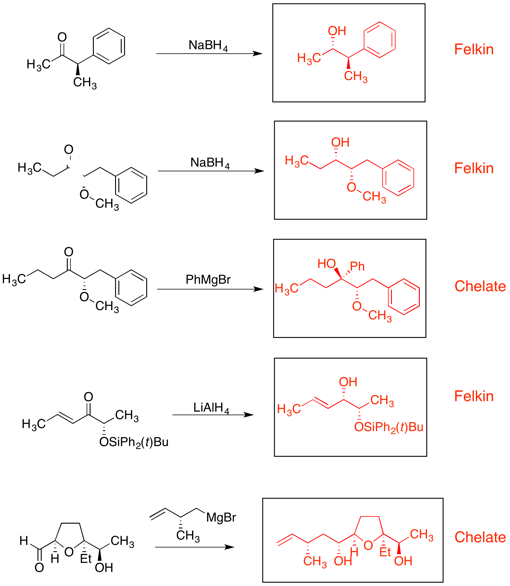 O
H₃C
CH₃
NaBH₄
OH
H₃C
CH₃
Felkin
O
H₃C
O
CH₃
NaBH₄
OH
H₃C
O
CH₃
Felkin
O
H₃C
O
CH₃
PhMgBr
HO Ph
H₃C
O
CH₃
Chelate
O
H₃C
CH₃
OSiPh₂(t)Bu
LiAlH₄
OH
H₃C
CH₃
OSiPh₂(t)Bu
Felkin
H
O
H
O
Et
CH₃
OH
MgBr
CH₃
CH₃
OH
H
O
Et
CH₃
OH
Chelate